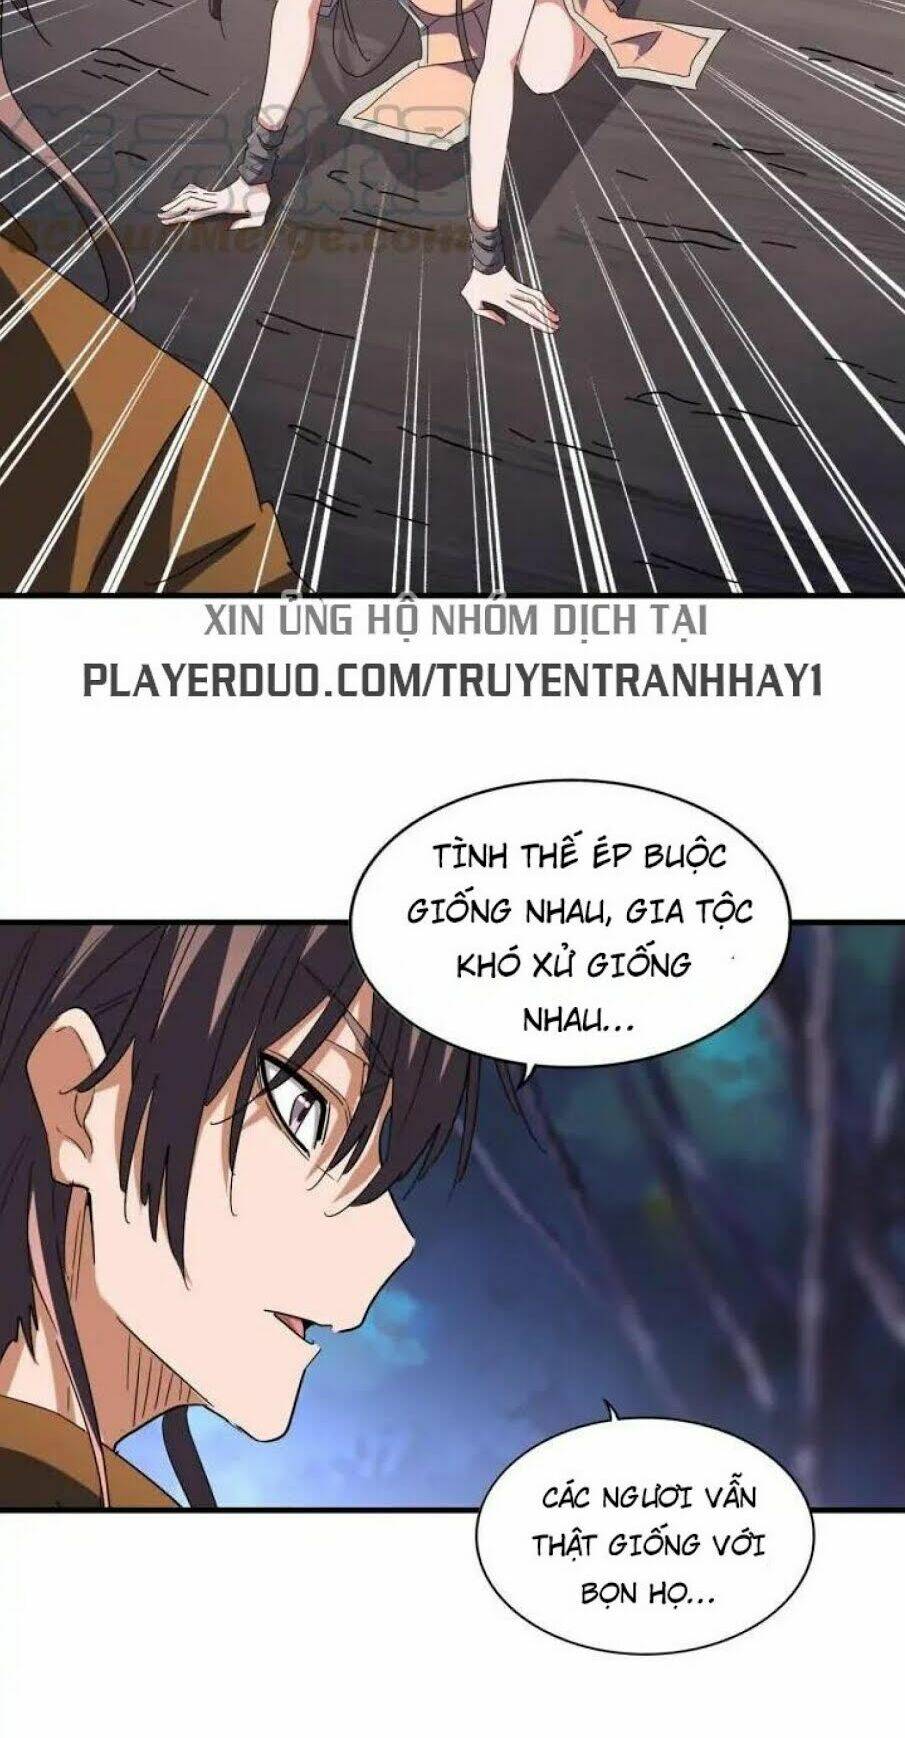 XIN ỦNG HỘ NHÓM DỊCH TẠI
PLAYERDUO.COM/TRUYENTRANHHAY1
TÌNH THẾ ÉP BUỘC
GIỐNG NHAU, GIA TỘC
KHÓ XỬ GIỐNG
NHAU...
CÁC NGƯƠI VẪN
THẬT GIỐNG VỚI
BỌN HỌ...